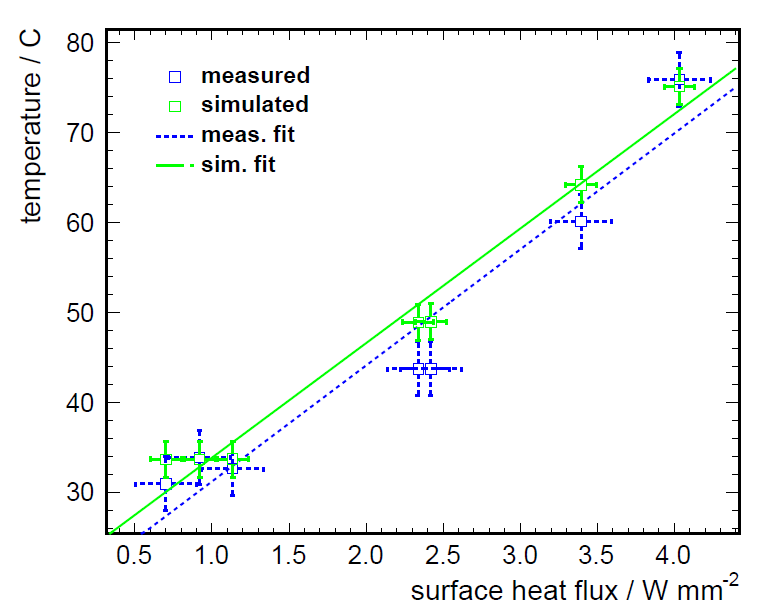 temperature / C
80
70
60
50
40
30
measured
simulated
meas. fit
sim. fit
0.5 1.0 1.5 2.0 2.5 3.0 3.5 4.0
surface heat flux / W mm-2